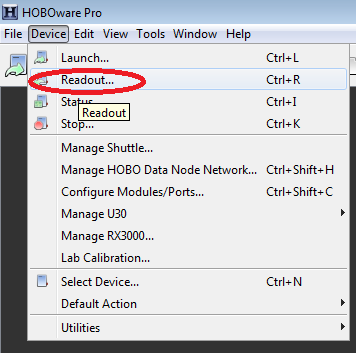 HOBOware Pro
File Device Edit View Tools Window Help
Launch... Ctrl+L
Readout... Ctrl+R
Status... Ctrl+I
Readout
Stop... Ctrl+K
Manage Shuttle...
Manage HOBO Data Node Network... Ctrl+Shift+H
Configure Modules/Ports... Ctrl+Shift+C
Manage U30
Manage RX3000...
Lab Calibration...
Select Device... Ctrl+N
Default Action
Utilities